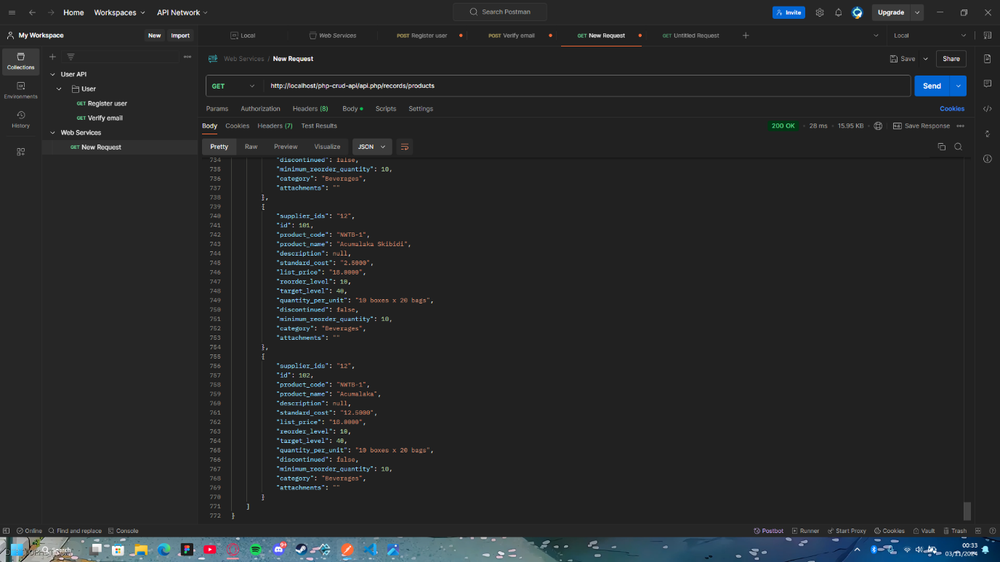 Home Workspaces API Network Search Postman Invite Upgrade
My Workspace New Import Local Web Services POST Register user POST Verify email GET New Request GET Untitled Request Local
Collections
Environments
History
User API
User
GET Register user
GET Verify email
Web Services
GET New Request
HTTP Web Services / New Request Save Share
GET http://localhost/php-crud-api/api.php/records/products Send
Params Authorization Headers (8) Body Scripts Settings Cookies
Body Cookies Headers (7) Test Results 200 OK 28 ms 15.95 KB Save Response
Pretty Raw Preview Visualize JSON
734 "discontinued": false,
735 "minimum_reorder_quantity": 10,
736 "category": "Beverages",
737 "attachments": ""
738 },
739 {
740 "supplier_ids": "12",
741 "id": 101,
742 "product_code": "NWTB-1",
743 "product_name": "Acumalaka Skibidi",
744 "description": null,
745 "standard_cost": "2.5000",
746 "list_price": "18.0000",
747 "reorder_level": 10,
748 "target_level": 40,
749 "quantity_per_unit": "10 boxes x 20 bags",
750 "discontinued": false,
751 "minimum_reorder_quantity": 10,
752 "category": "Beverages",
753 "attachments": ""
754 },
755 {
756 "supplier_ids": "12",
757 "id": 102,
758 "product_code": "NWTB-1",
759 "product_name": "Acumalaka",
760 "description": null,
761 "standard_cost": "12.5000",
762 "list_price": "18.0000",
763 "reorder_level": 10,
764 "target_level": 40,
765 "quantity_per_unit": "10 boxes x 20 bags",
766 "discontinued": false,
767 "minimum_reorder_quantity": 10,
768 "category": "Beverages",
769 "attachments": ""
770 }
771 ]
772 }
Online Find and replace Console Postbot Runner Start Proxy Cookies Vault Trash
Search 9+ 00:33
03/11/2024